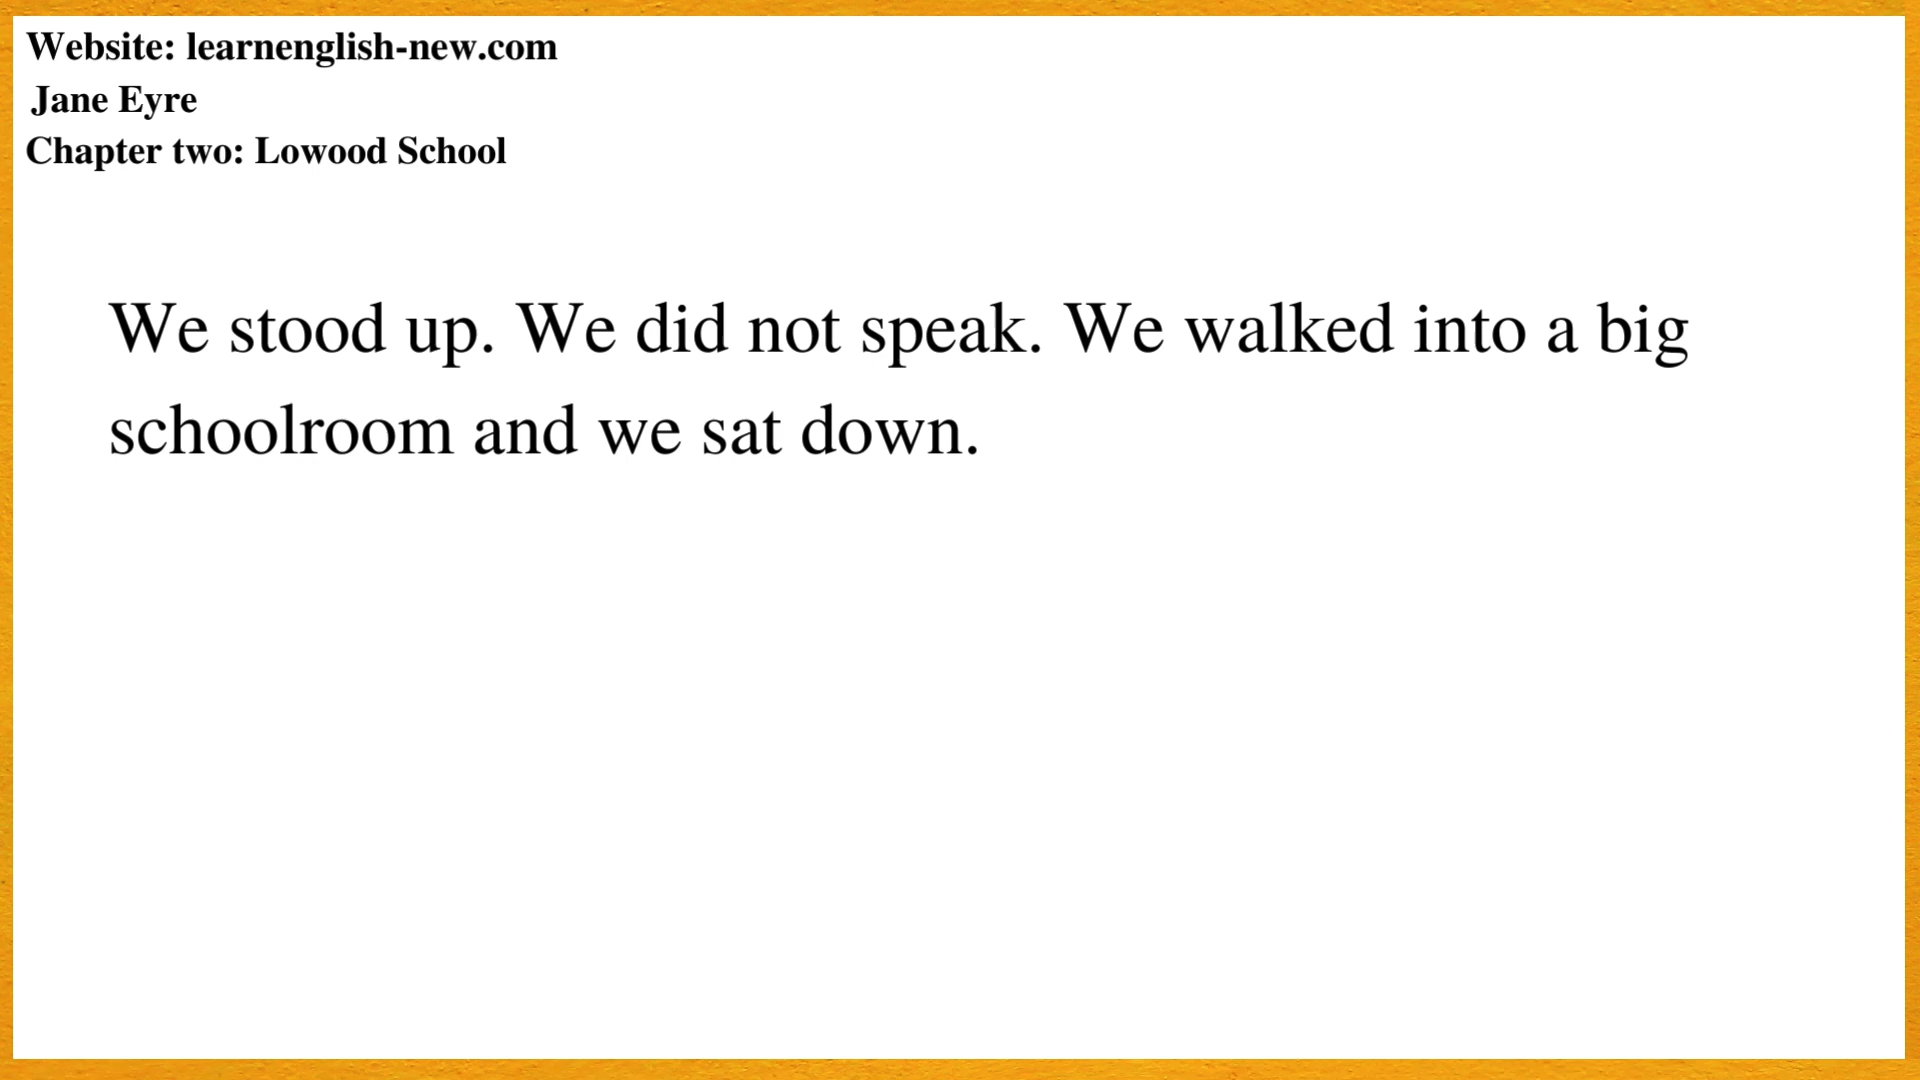 Website: learnenglish-new.com
Jane Eyre
Chapter two: Lowood School
We stood up. We did not speak. We walked into a big
schoolroom and we sat down.